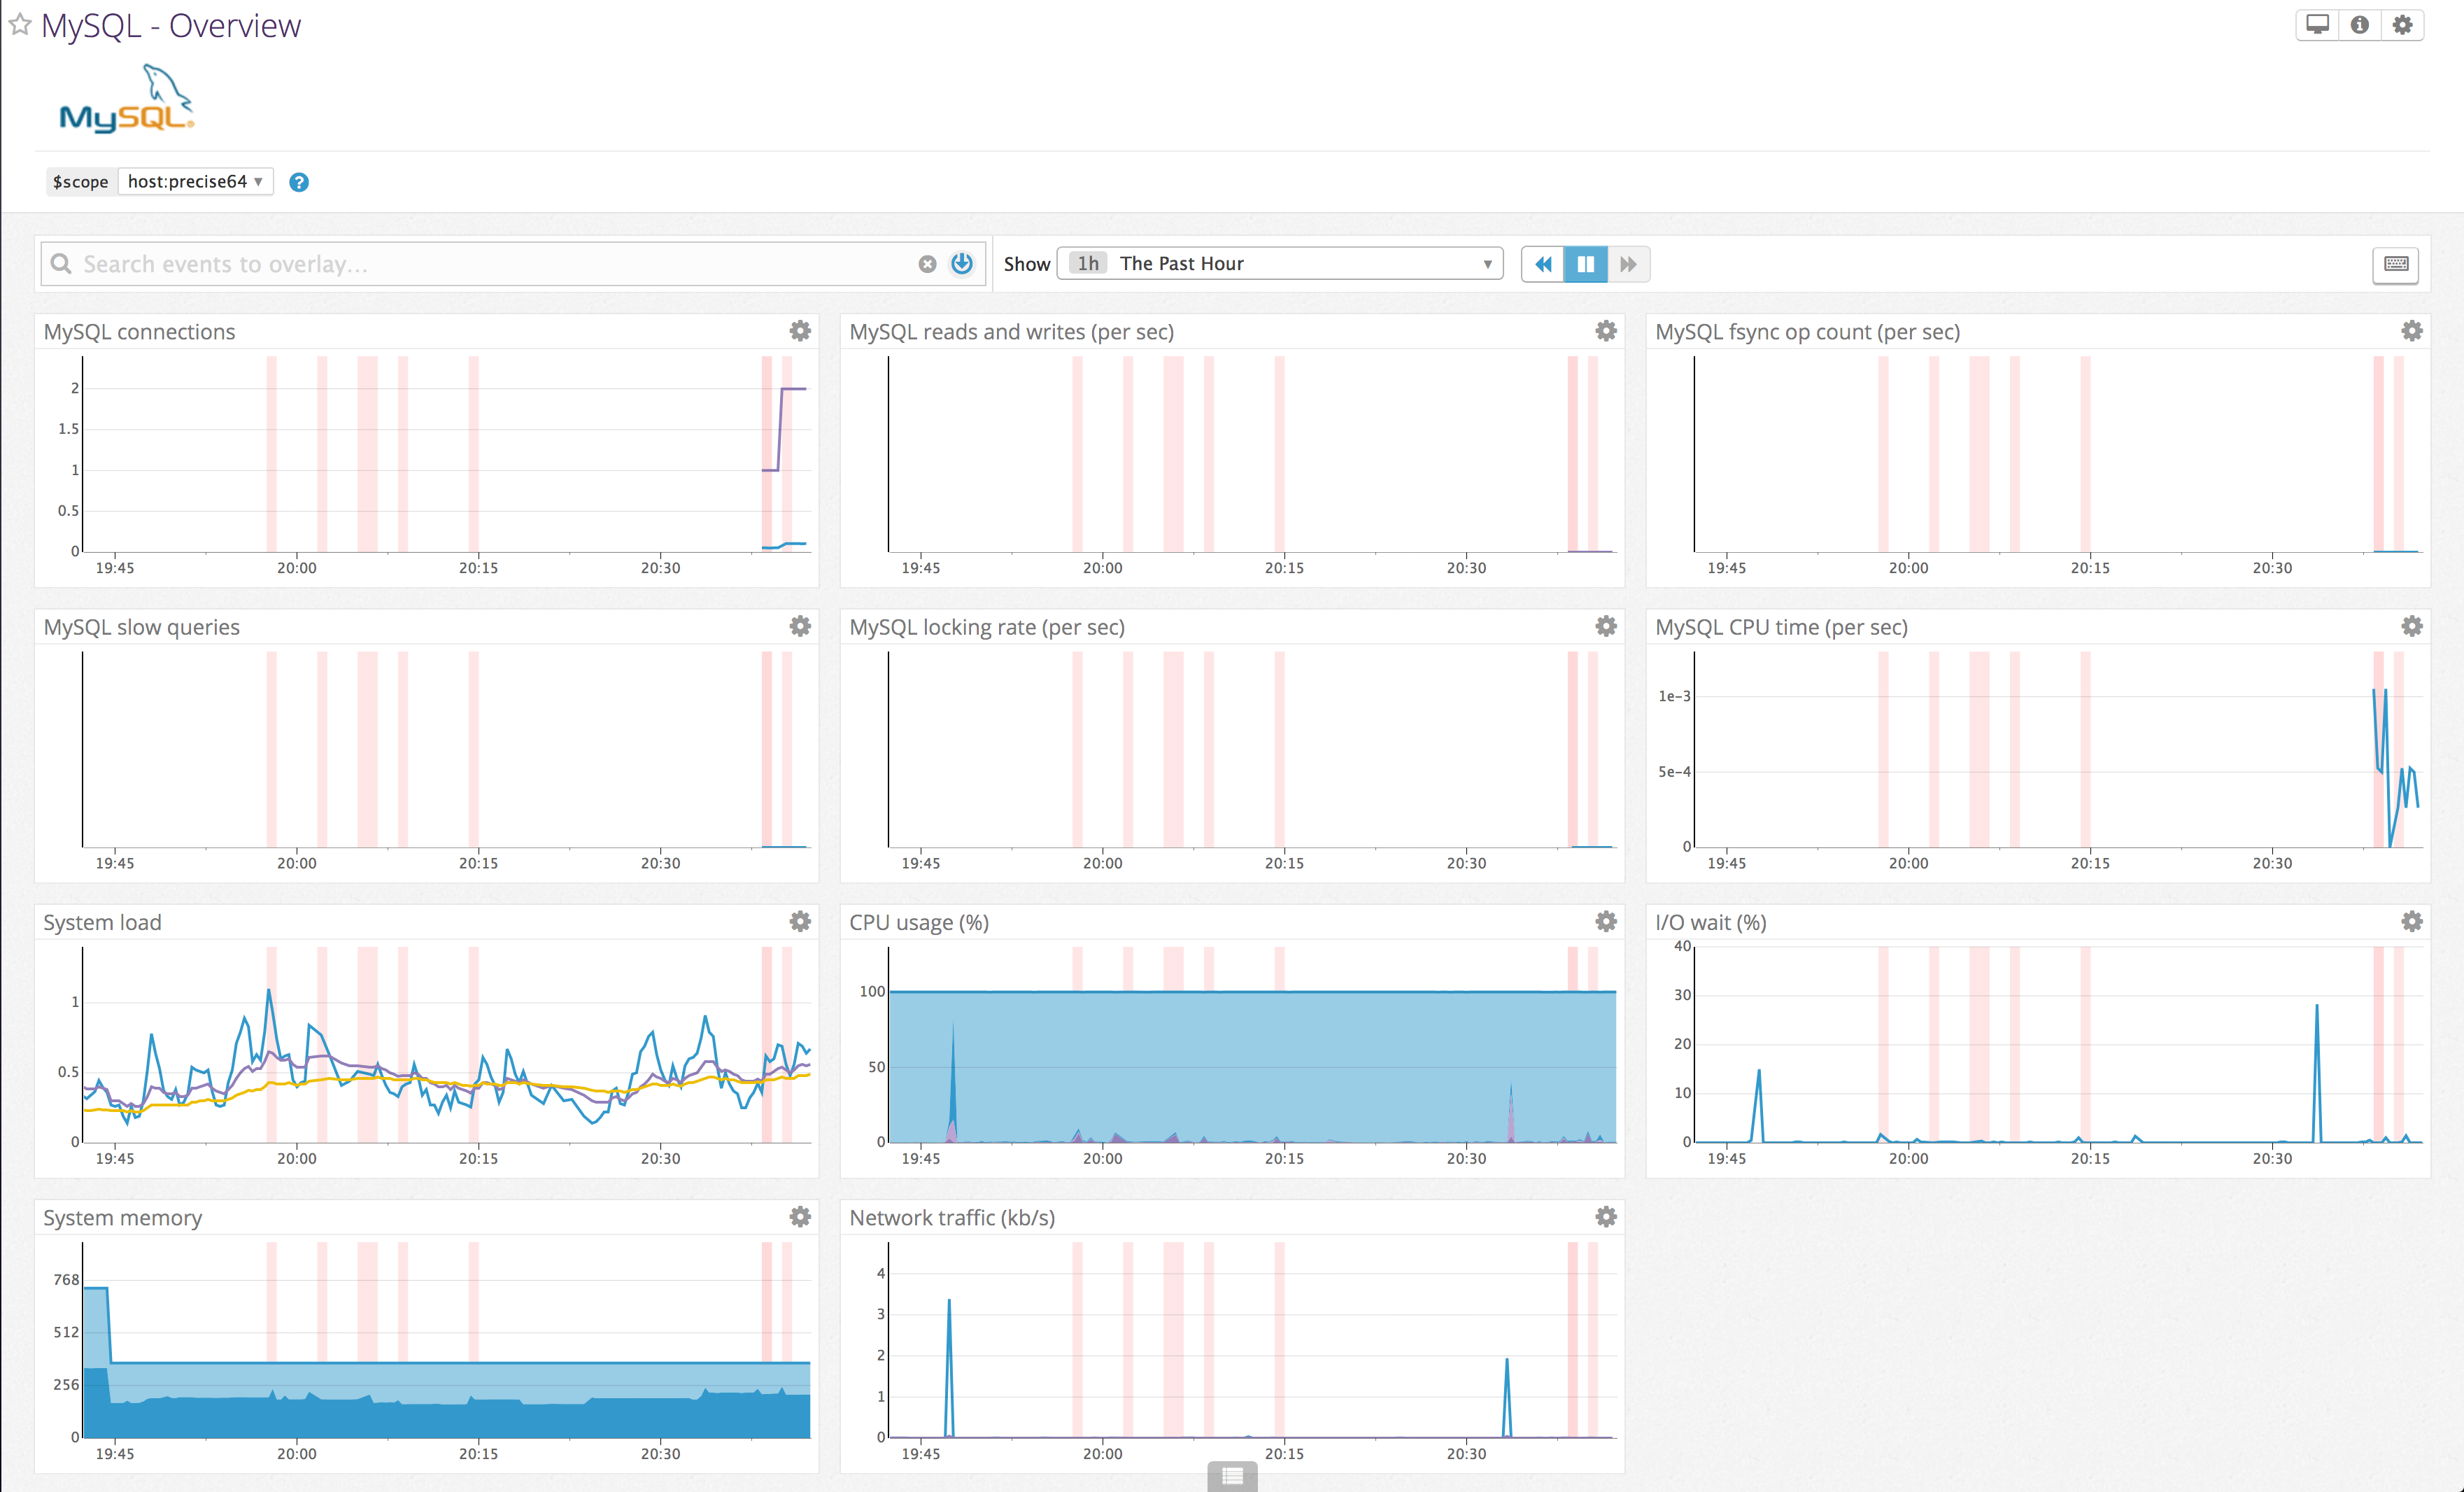 MySQL - Overview
MySQL®
$scope host:precise64 ▼ ?
Search events to overlay... Show 1h The Past Hour ▼
MySQL connections
2
1.5
1
0.5
0
19:45 20:00 20:15 20:30
MySQL reads and writes (per sec)
19:45 20:00 20:15 20:30
MySQL fsync op count (per sec)
19:45 20:00 20:15 20:30
MySQL slow queries
19:45 20:00 20:15 20:30
MySQL locking rate (per sec)
19:45 20:00 20:15 20:30
MySQL CPU time (per sec)
1e−3
5e−4
0
19:45 20:00 20:15 20:30
System load
1
0.5
0
19:45 20:00 20:15 20:30
CPU usage (%)
100
50
0
19:45 20:00 20:15 20:30
I/O wait (%)
40
30
20
10
0
19:45 20:00 20:15 20:30
System memory
768
512
256
0
19:45 20:00 20:15 20:30
Network traffic (kb/s)
4
3
2
1
0
19:45 20:00 20:15 20:30